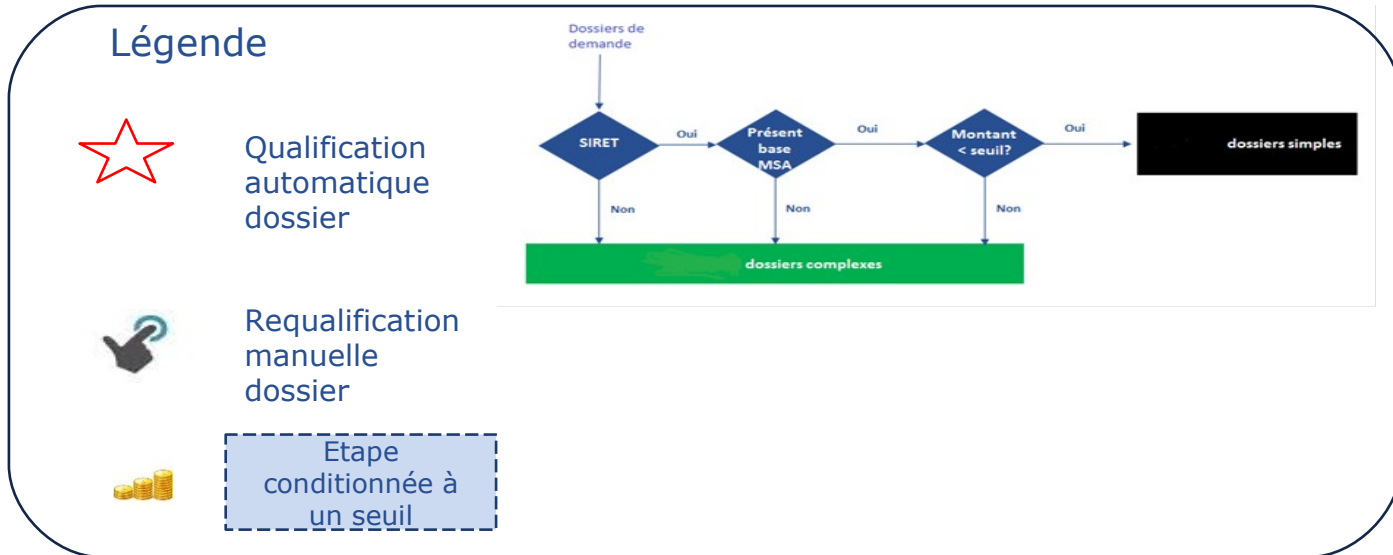 Légende
Qualification
automatique
dossier
Requalification
manuelle
dossier
Etape
conditionnée à
un seuil
Dossiers de
demande
SIRET
Oui
Présent
base
MSA
Oui
Montant
< seuil?
Oui
dossiers simples
Non
Non
Non
dossiers complexes